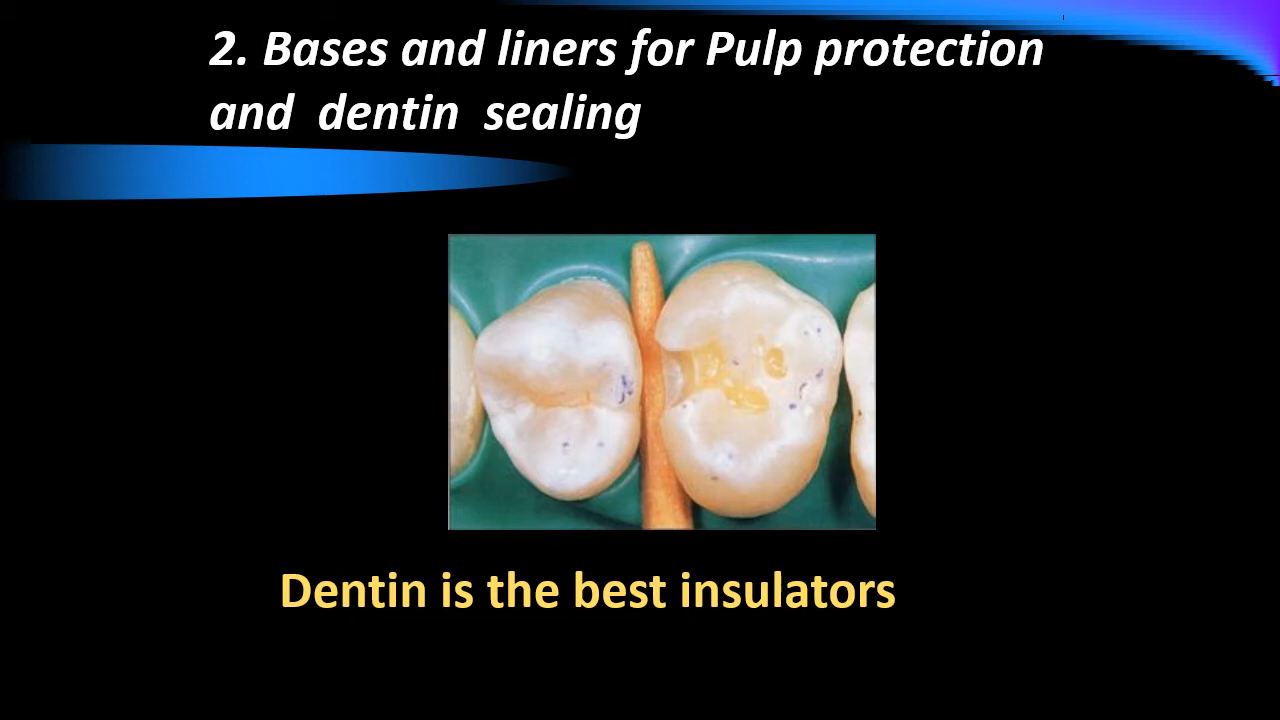 2. Bases and liners for Pulp protection
and dentin sealing
Dentin is the best insulators